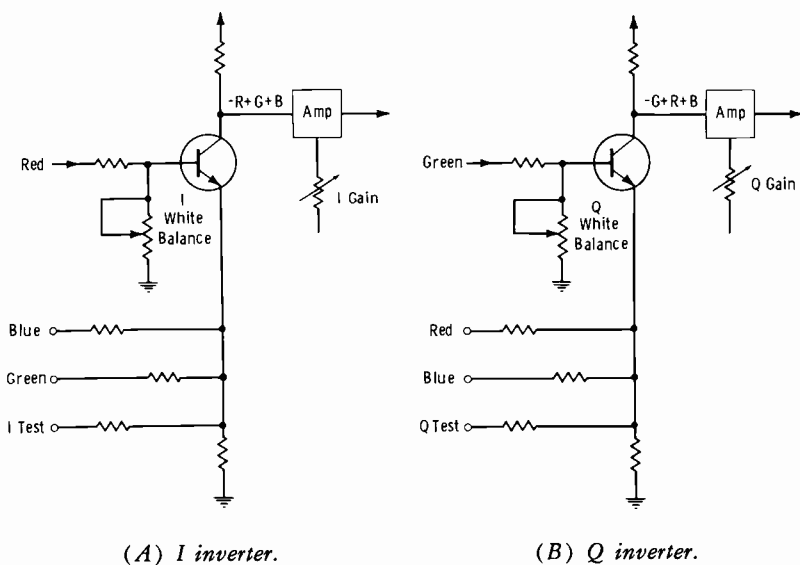 -R+G+B
Amp
Red
I
White
Balance
I Gain
Blue
Green
I Test
(A) I inverter.
-G+R+B
Amp
Green
Q
White
Balance
Q Gain
Red
Blue
Q Test
(B) Q inverter.